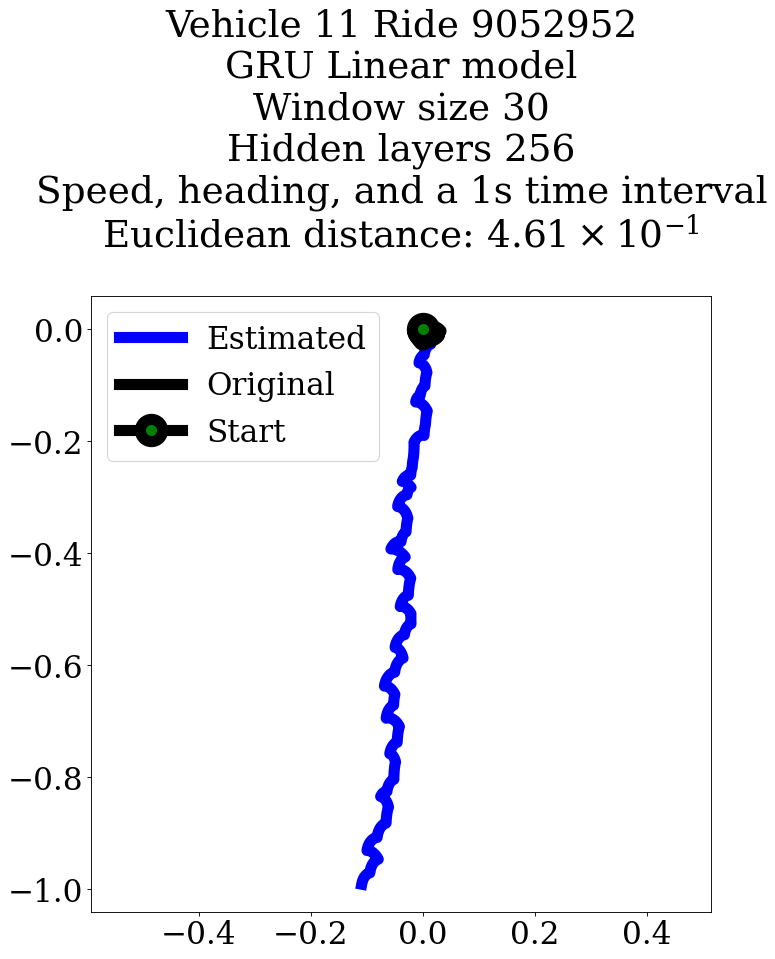 Vehicle 11 Ride 9052952
GRU Linear model
Window size 30
Hidden layers 256
Speed, heading, and a 1s time interval
Euclidean distance: 4.61 × 10⁻¹
Estimated
Original
Start
0.0
−0.2
−0.4
−0.6
−0.8
−1.0
−0.4 −0.2 0.0 0.2 0.4